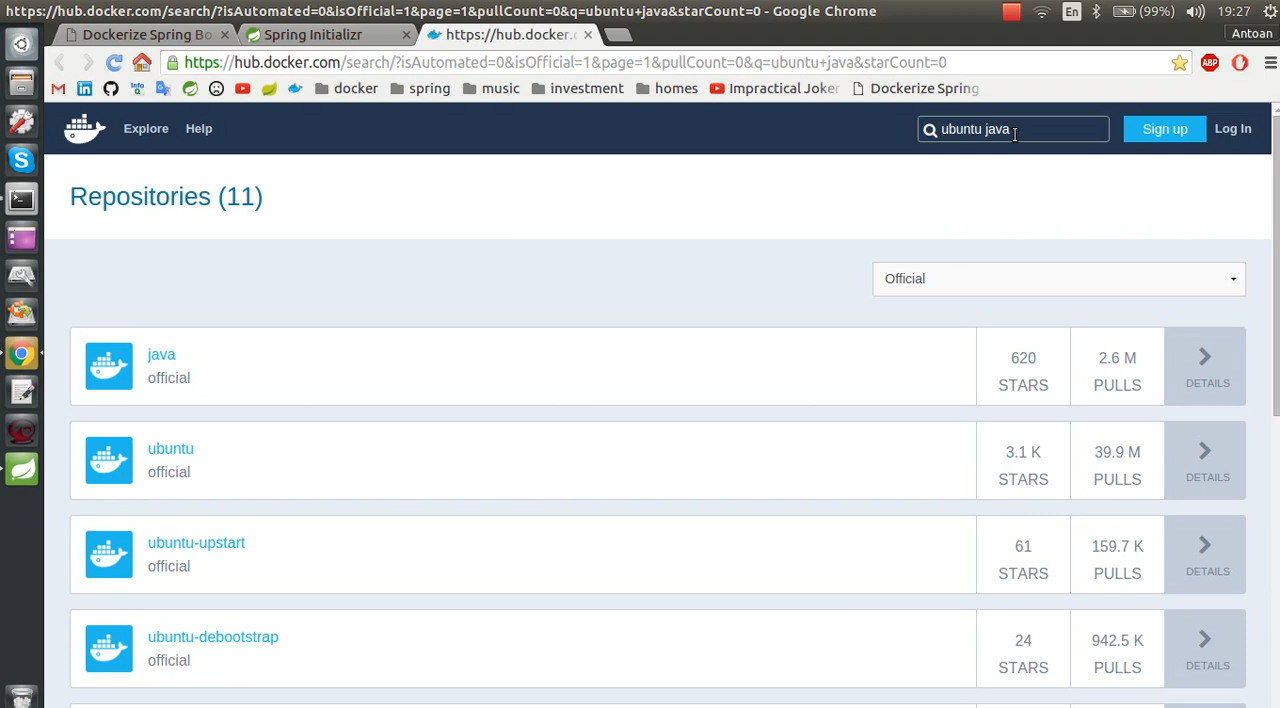 https://hub.docker.com/search/?isAutomated=0&isOfficial=1&page=1&pullCount=0&q=ubuntu+java&starCount=0 - Google Chrome
En (99%) 19:27
Dockerize Spring Bo
Spring Initializr
https://hub.docker.c
Antoan
https://hub.docker.com/search/?isAutomated=0&isOfficial=1&page=1&pullCount=0&q=ubuntu+java&starCount=0
ABP
docker
spring
music
investment
homes
Impractical Joker
Dockerize Spring
Explore
Help
ubuntu java
Sign up
Log In
Repositories (11)
Official
java
official
620
STARS
2.6 M
PULLS
DETAILS
ubuntu
official
3.1 K
STARS
39.9 M
PULLS
DETAILS
ubuntu-upstart
official
61
STARS
159.7 K
PULLS
DETAILS
ubuntu-debootstrap
official
24
STARS
942.5 K
PULLS
DETAILS